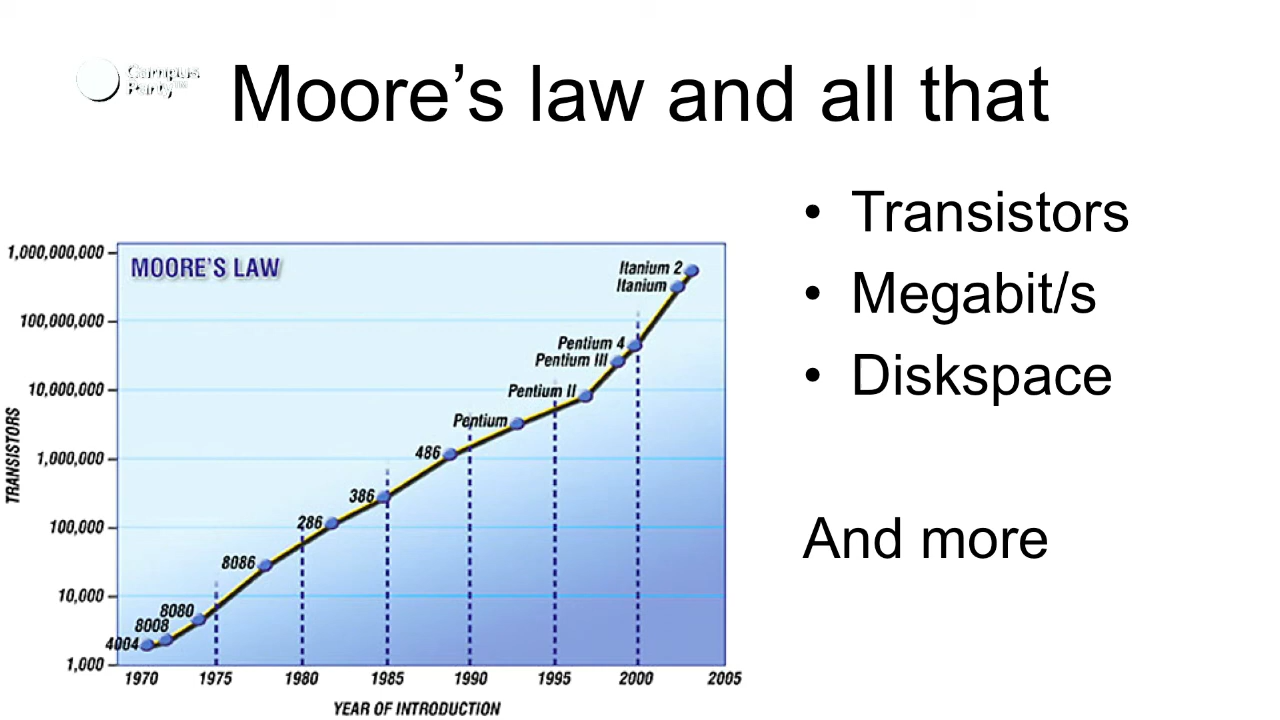 Campus
Party™
Moore's law and all that
• Transistors
• Megabit/s
• Diskspace
And more
MOORE'S LAW
TRANSISTORS
1,000,000,000
100,000,000
10,000,000
1,000,000
100,000
10,000
1,000
Itanium 2
Itanium
Pentium 4
Pentium III
Pentium II
Pentium
486
386
286
8086
8080
8008
4004
1970 1975 1980 1985 1990 1995 2000 2005
YEAR OF INTRODUCTION